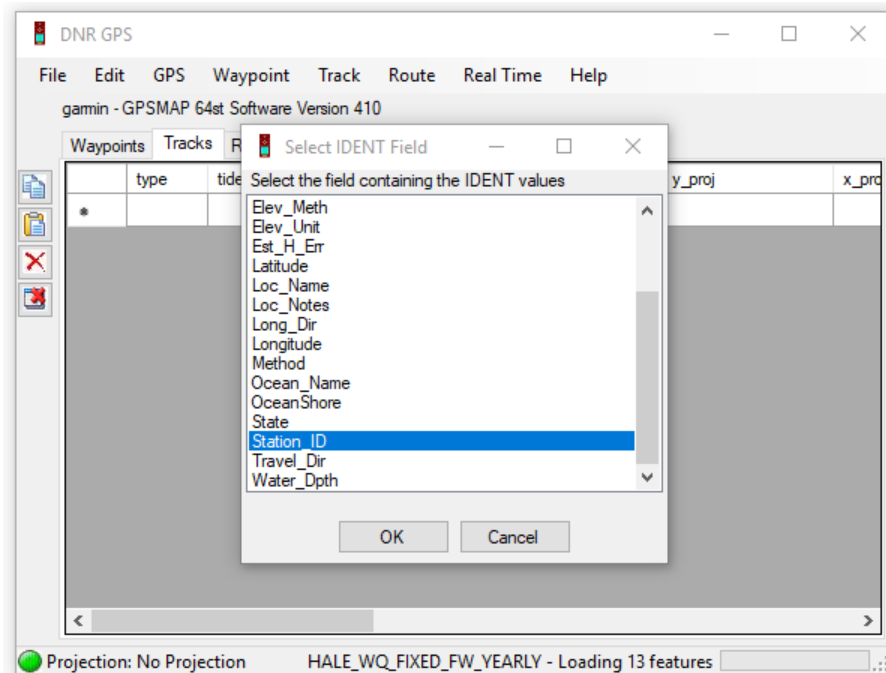 DNR GPS
File Edit GPS Waypoint Track Route Real Time Help
garmin - GPSMAP 64st Software Version 410
Waypoints Tracks R
Select IDENT Field
type tide
Select the field containing the IDENT values
y_proj x_pro
Elev_Meth
Elev_Unit
Est_H_Err
Latitude
Loc_Name
Loc_Notes
Long_Dir
Longitude
Method
Ocean_Name
OceanShore
State
Station_ID
Travel_Dir
Water_Dpth
OK Cancel
Projection: No Projection HALE_WQ_FIXED_FW_YEARLY - Loading 13 features